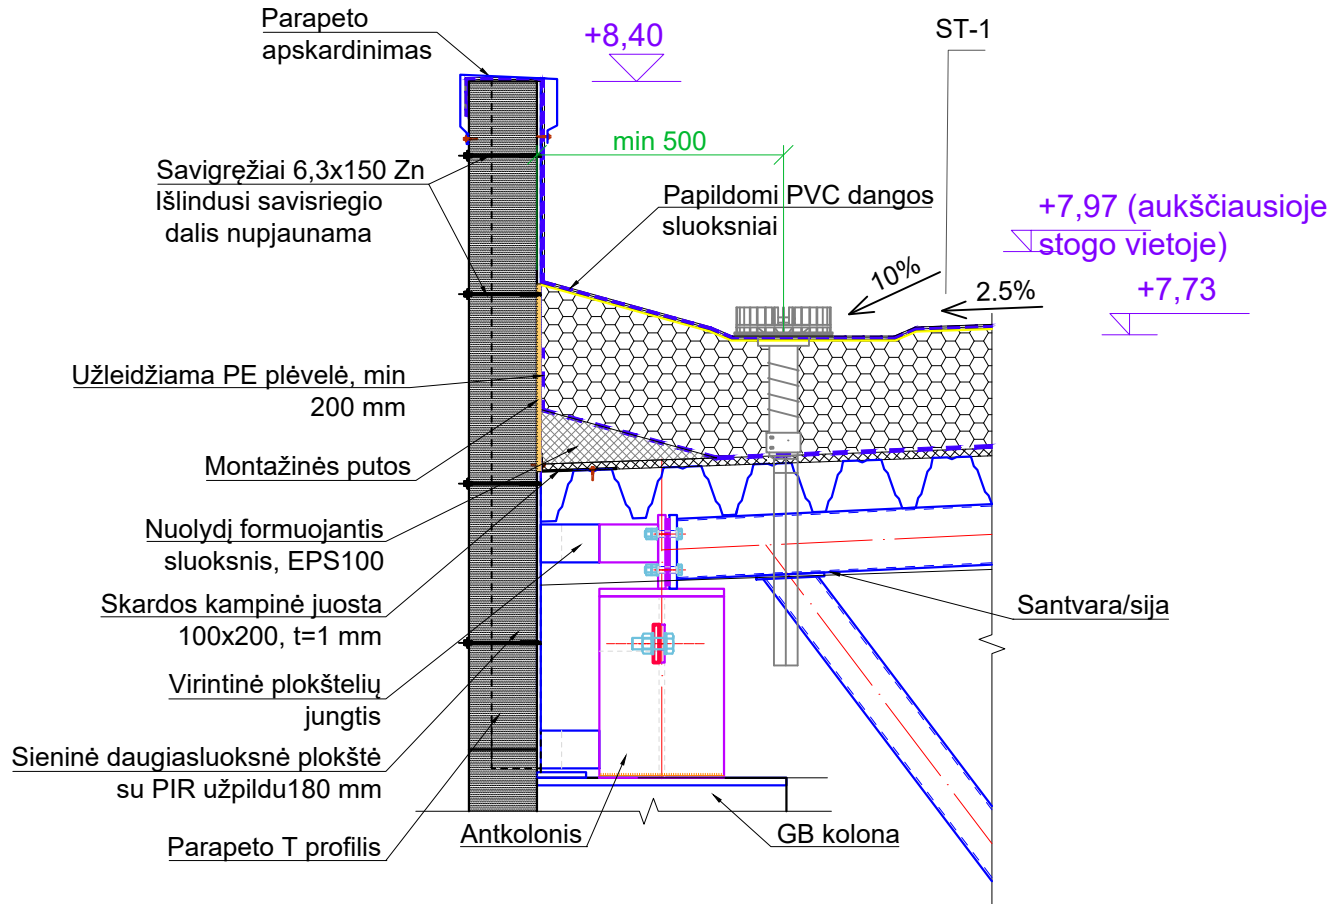 Parapeto
apskardinimas
+8,40
ST-1
min 500
Savigręžiai 6,3x150 Zn
Išlindusi savisriegio
dalis nupjaunama
Papildomi PVC dangos
sluoksniai
+7,97 (aukščiausioje
stogo vietoje)
10%
2.5%
+7,73
Užleidžiama PE plėvelė, min
200 mm
Montažinės putos
Nuolydį formuojantis
sluoksnis, EPS100
Skardos kampinė juosta
100x200, t=1 mm
Santvara/sija
Virintinė plokštelių
jungtis
Sieninė daugiasluoksnė plokštė
su PIR užpildu180 mm
Parapeto T profilis
Antkolonis
GB kolona